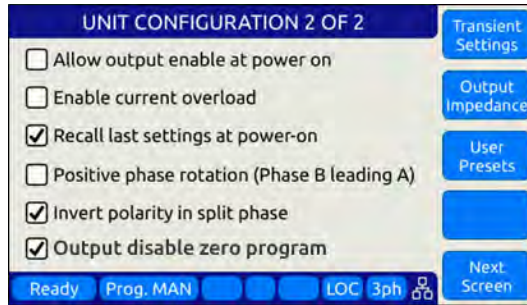 UNIT CONFIGURATION 2 OF 2
Allow output enable at power on
Enable current overload
Recall last settings at power-on
Positive phase rotation (Phase B leading A)
Invert polarity in split phase
Output disable zero program
Ready Prog. MAN LOC 3ph
Transient
Settings
Output
Impedance
User
Presets
Next
Screen